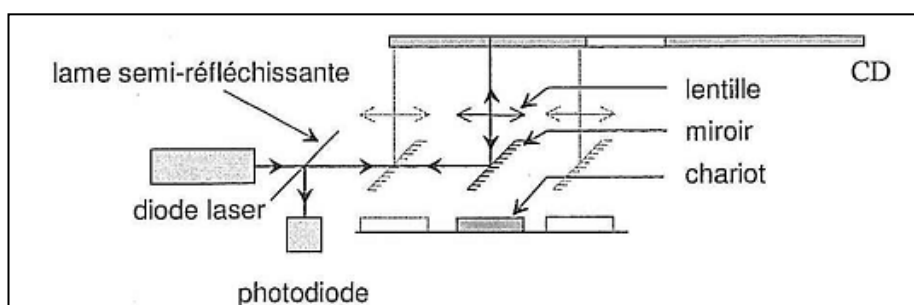 CD
lame semi-réfléchissante
lentille
miroir
chariot
diode laser
photodiode